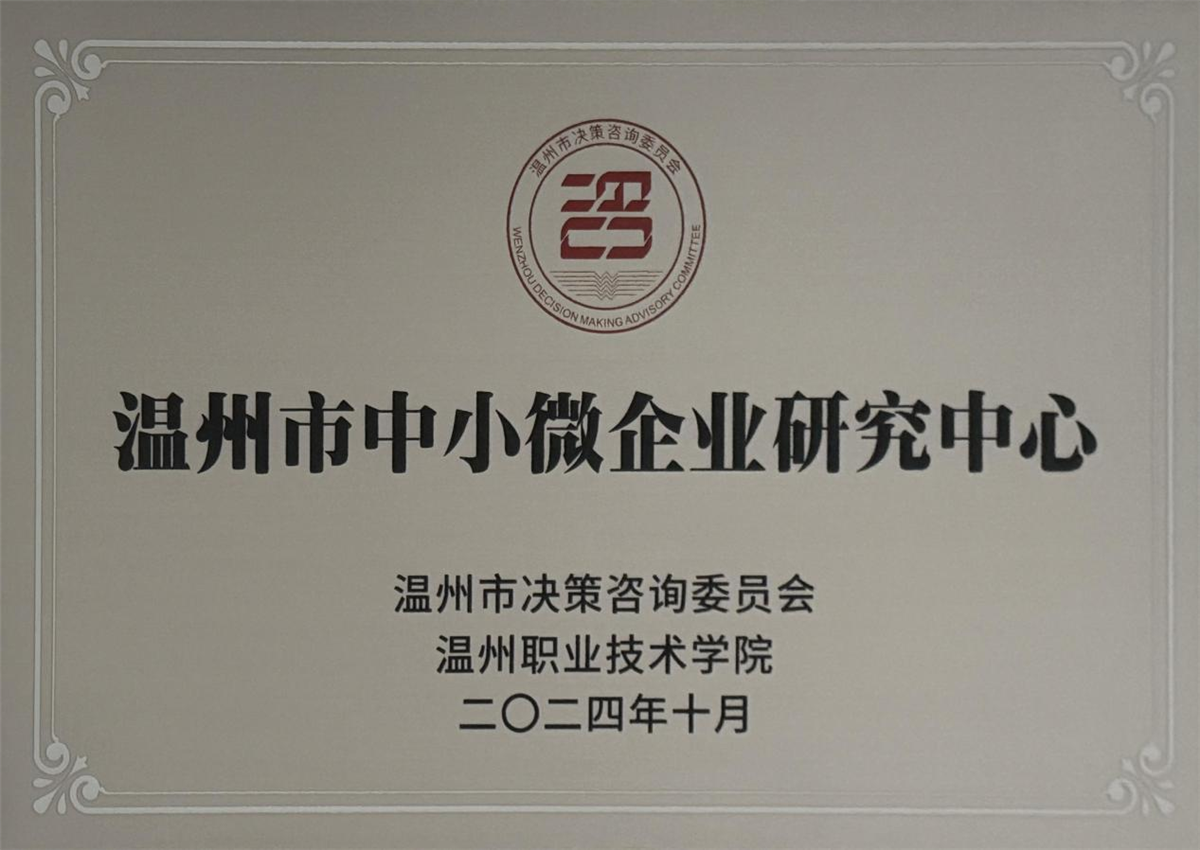 温州市决策咨询委员会
WENZHOU DECISION MAKING ADVISORY COMMITTEE
温州市中小微企业研究中心
温州市决策咨询委员会
温州职业技术学院
二〇二四年十月